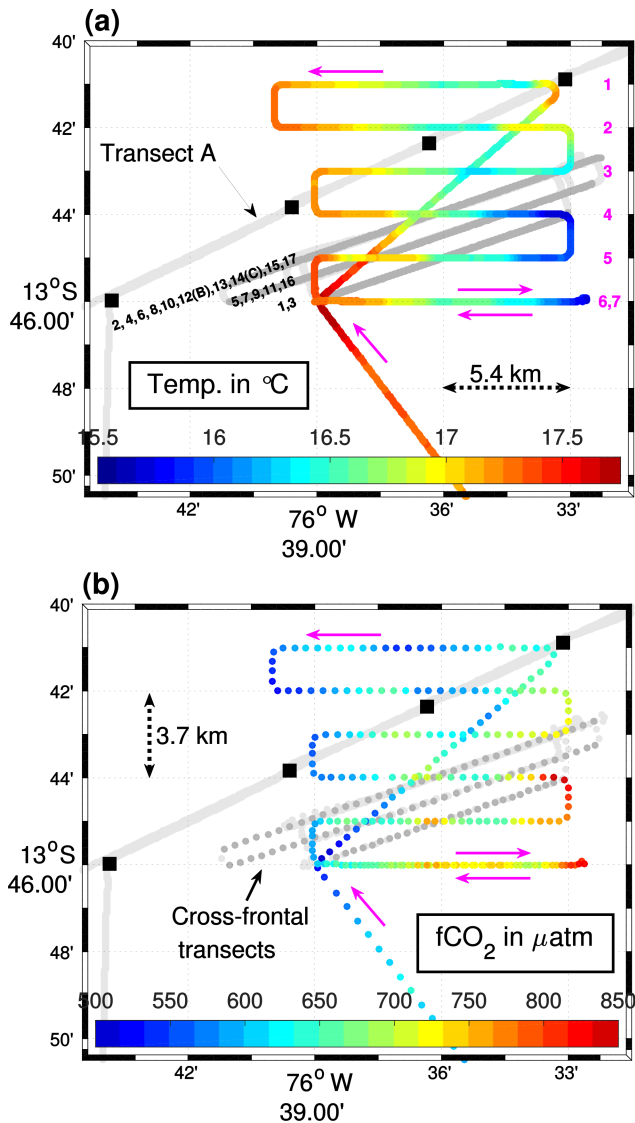 (a)
40'
1
42'
2
Transect A
3
44'
4
2, 4, 6, 8, 10, 12(B),13, 14(C),15, 17
5
5,7,9,11,16
13°S
1,3
46.00'
6,7
5.4 km
48'
Temp. in °C
15.5 16 16.5 17 17.5
50'
42' 76° W 36' 33'
39.00'
(b)
40'
42'
3.7 km
44'
13°S
46.00'
Cross-frontal
transects
48'
fCO2 in μatm
500 550 600 650 700 750 800 850
50'
42' 76° W 36' 33'
39.00'